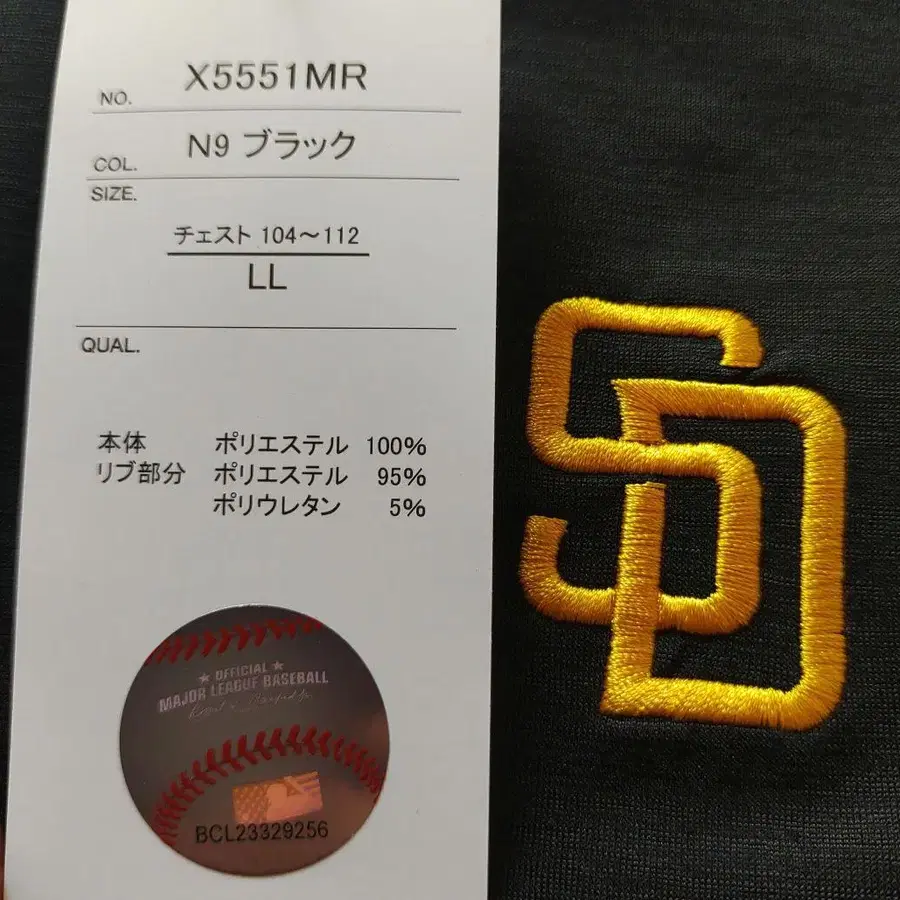 NO. X5551MR
COL. N9 ブラック
SIZE.
チェスト 104～112
LL
QUAL.
本体 ポリエステル 100%
リブ部分 ポリエステル 95%
ポリウレタン 5%
★ OFFICIAL ★
MAJOR LEAGUE BASEBALL
BCL23329256
SD